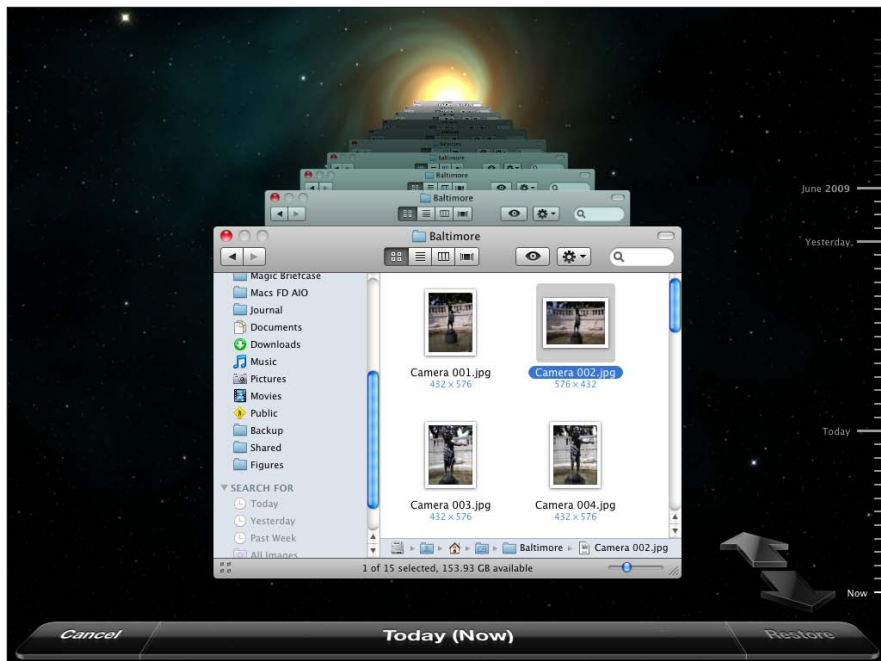 Baltimore
Baltimore
Baltimore
Baltimore
June 2009
Yesterday,
Today
Now
Magic Briefcase
Macs FD AIO
Journal
Documents
Downloads
Music
Pictures
Movies
Public
Backup
Shared
Figures
SEARCH FOR
Today
Yesterday
Past Week
All Images
Camera 001.jpg
432 × 576
Camera 002.jpg
576 × 432
Camera 003.jpg
432 × 576
Camera 004.jpg
432 × 576
Baltimore Camera 002.jpg
1 of 15 selected, 153.93 GB available
Cancel
Today (Now)
Restore